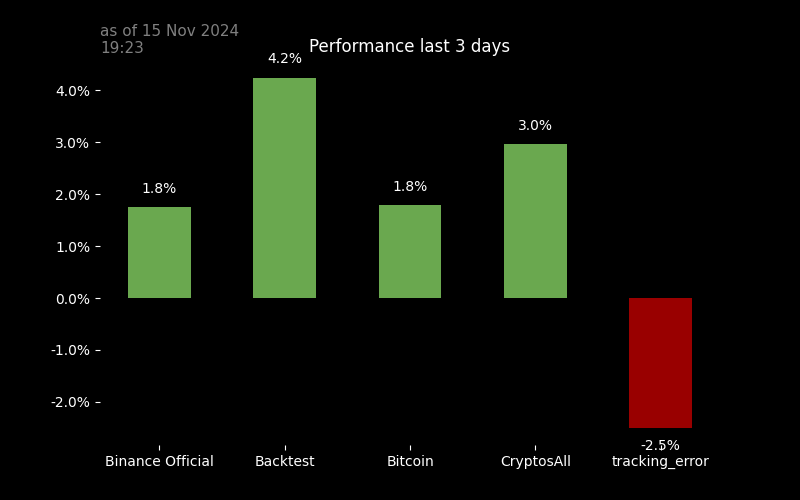 as of 15 Nov 2024
19:23
Performance last 3 days
4.2%
4.0%
3.0%
3.0%
2.0%
1.8%
1.8%
1.0%
0.0%
-1.0%
-2.0%
-2.5%
Binance Official
Backtest
Bitcoin
CryptosAll
tracking_error